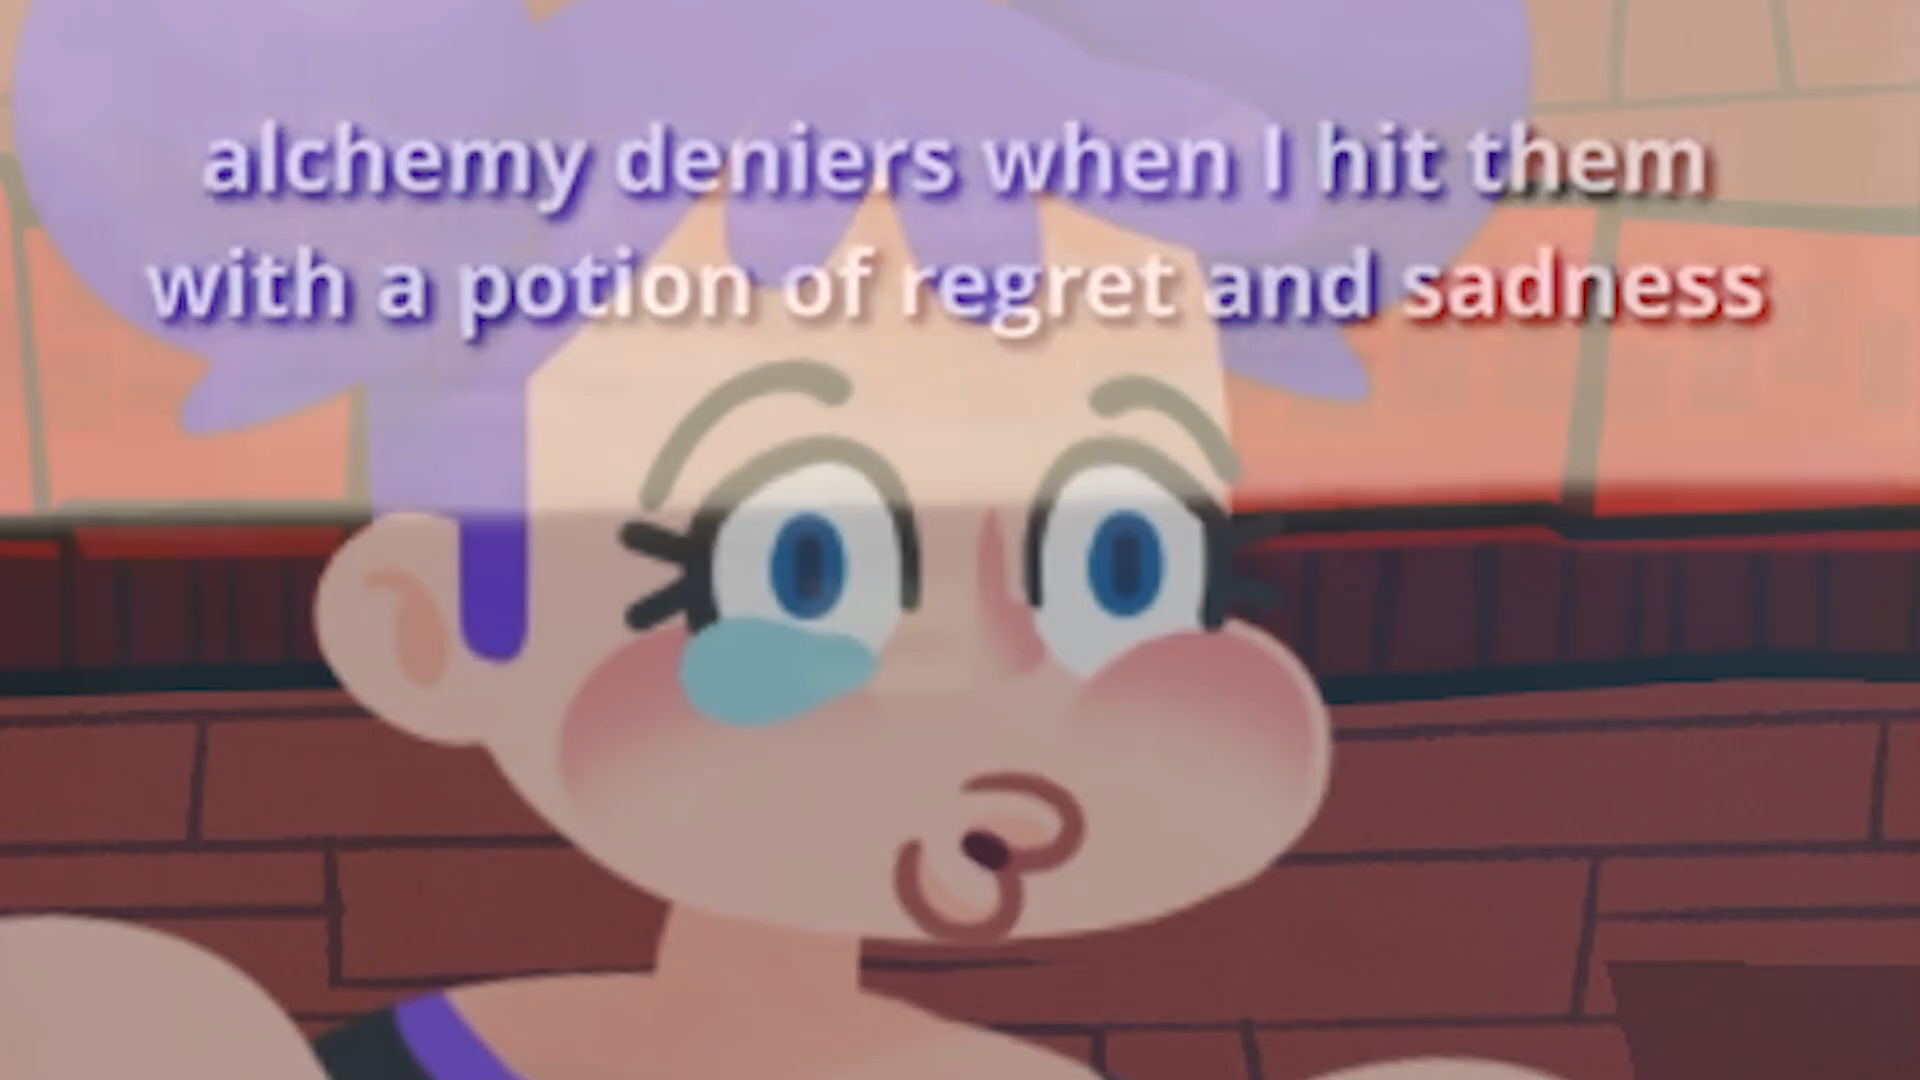 alchemy deniers when I hit them
with a potion of regret and sadness